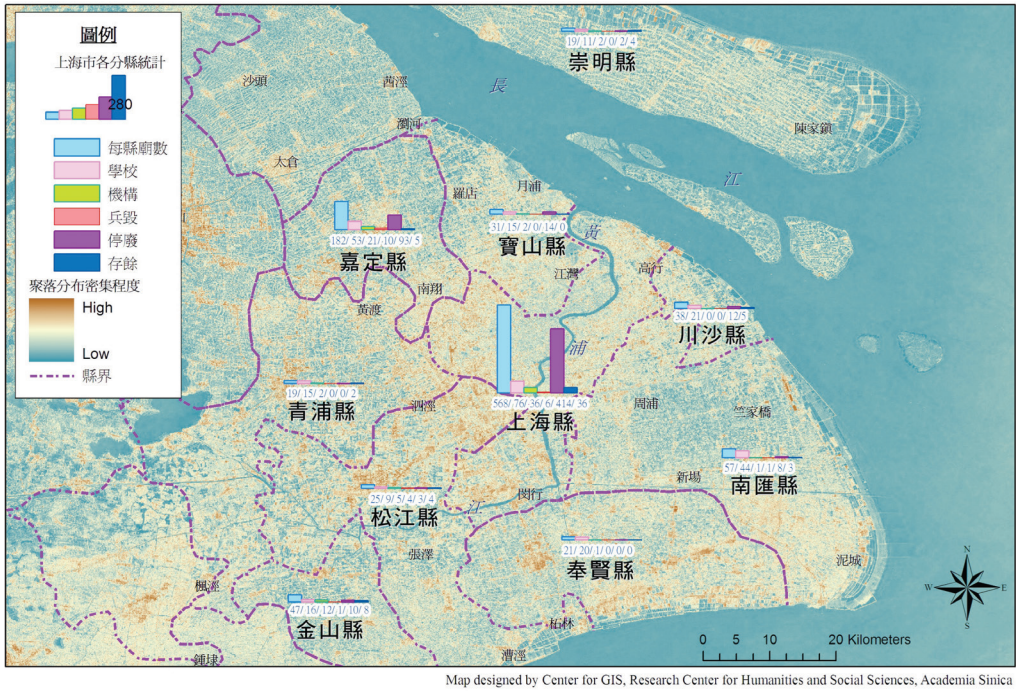 圖例
上海市各分縣統計
280
每縣廟數
學校
機構
兵毀
停廢
存餘
聚落分布密集程度
High
Low
縣界
19/ 11/ 2/ 0/ 2/ 4
崇明縣
沙頭
茜涇
長
瀏河
陳家鎮
太倉
江
羅店
月浦
182/ 53/ 21/ 10/ 93/ 5
嘉定縣
31/ 15/ 2/ 0/ 14/ 0
寶山縣
黃
江灣
高行
南翔
黃渡
38/ 21/ 0/ 0/ 12/5
川沙縣
浦
19/ 15/ 2/ 0/ 0/ 2
青浦縣
泗涇
568/ 76/ 36/ 6/ 414/ 36
上海縣
周浦
竺家橋
57/ 44/ 1/ 1/ 8/ 3
南匯縣
新場
25/ 9/ 5/ 4/ 3/ 4
松江縣
江
閔行
張澤
21/ 20/ 1/ 0/ 0/ 0
奉賢縣
泥城
楓涇
47/ 16/ 12/ 1/ 10/ 8
金山縣
柘林
漕涇
鍾埭
N
W
E
S
0 5 10 20 Kilometers
Map designed by Center for GIS, Research Center for Humanities and Social Sciences, Academia Sinica